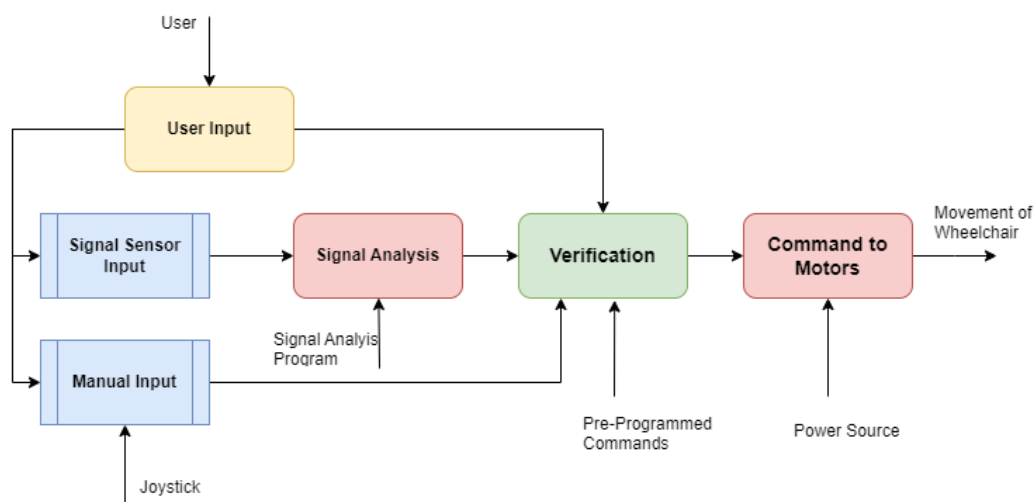 User
User Input
Signal Sensor
Input
Signal Analysis
Verification
Command to
Motors
Movement of
Wheelchair
Signal Analyis
Program
Manual Input
Pre-Programmed
Commands
Power Source
Joystick